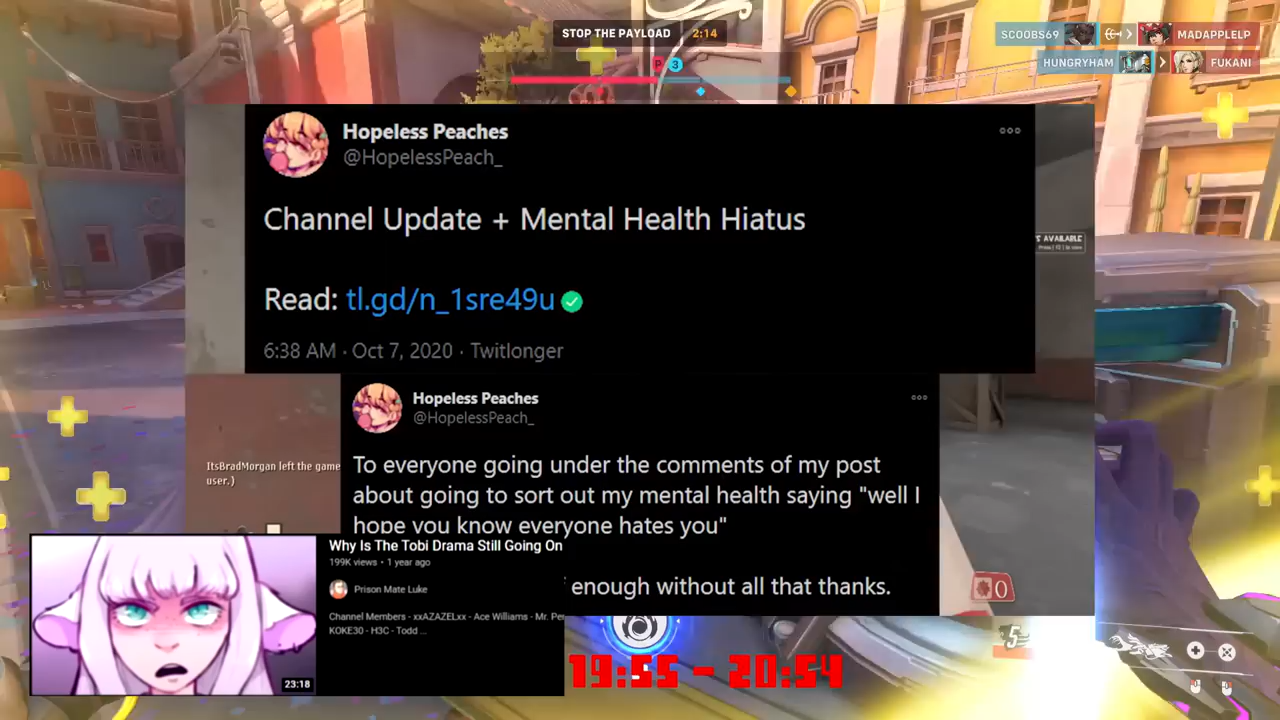 STOP THE PAYLOAD 2:14
SCOOBS69 MADAPPLELP
HUNGRYHAM FUKANI
P 3
Hopeless Peaches
@HopelessPeach_
Channel Update + Mental Health Hiatus
Read: tl.gd/n_1sre49u
6:38 AM · Oct 7, 2020 · Twitlonger
AVAILABLE
Hopeless Peaches
@HopelessPeach_
To everyone going under the comments of my post
about going to sort out my mental health saying "well I
hope you know everyone hates you"
enough without all that thanks.
ItsBradMorgan left the game
user.)
Why Is The Tobi Drama Still Going On
199K views • 1 year ago
Prison Mate Luke
Channel Members - xxAZAZELxx - Ace Williams - Mr. Pe
KOKE30 - H3C - Todd ...
23:18
0
5
19:55 - 20:54